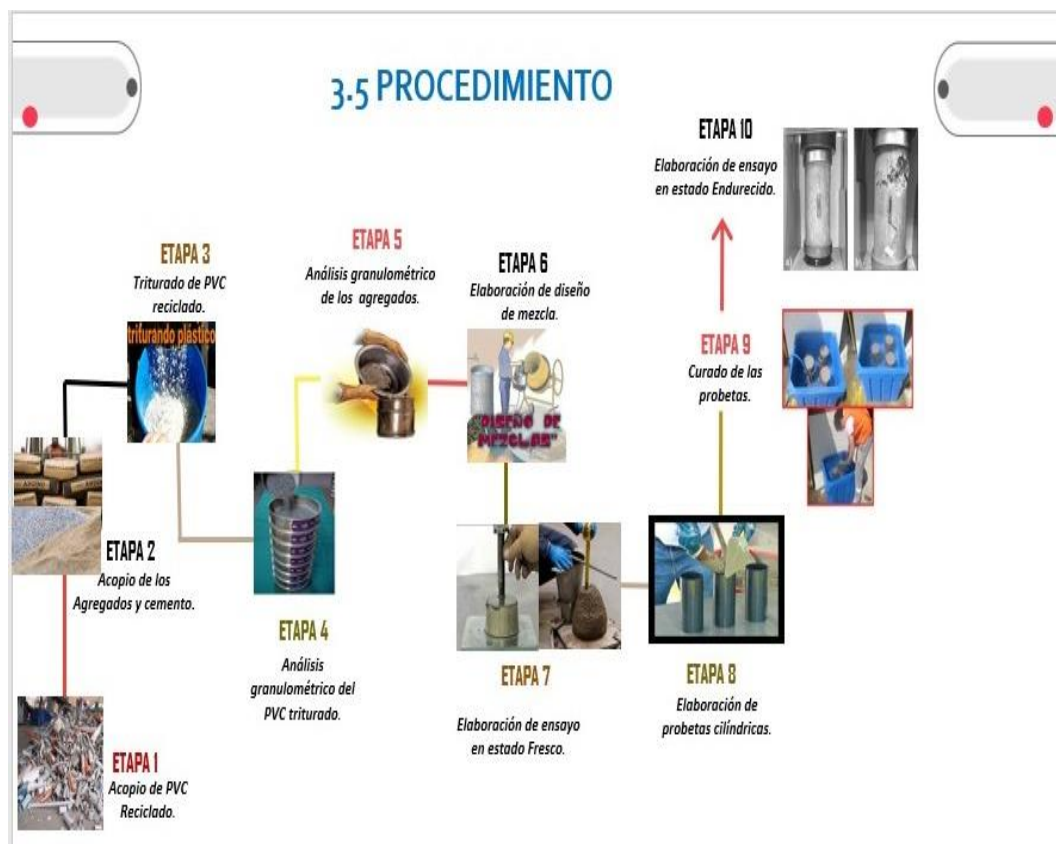 3.5 PROCEDIMIENTO
ETAPA 1
Acopio de PVC
Reciclado.
ETAPA 2
Acopio de los
Agregados y cemento.
ETAPA 3
Triturado de PVC
reciclado.
triturando plástico
ETAPA 4
Análisis
granulométrico del
PVC triturado.
ETAPA 5
Análisis granulométrico
de los agregados.
ETAPA 6
Elaboración de diseño
de mezcla.
"DISEÑO DE
MEZCLAS"
ETAPA 7
Elaboración de ensayo
en estado Fresco.
ETAPA 8
Elaboración de
probetas cilíndricas.
ETAPA 9
Curado de las
probetas.
ETAPA 10
Elaboración de ensayo
en estado Endurecido.